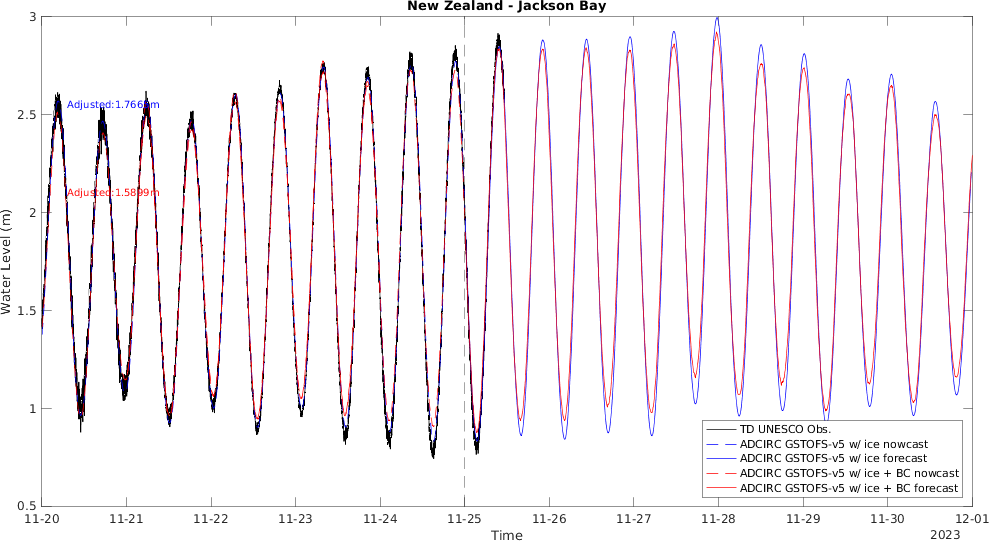 New Zealand - Jackson Bay
Water Level (m)
3
2.5
2
1.5
1
0.5
Adjusted:1.5899m
TD UNESCO Obs.
ADCIRC GSTOFS-v5 w/ ice nowcast
ADCIRC GSTOFS-v5 w/ ice forecast
ADCIRC GSTOFS-v5 w/ ice + BC nowcast
ADCIRC GSTOFS-v5 w/ ice + BC forecast
11-20 11-21 11-22 11-23 11-24 11-25 11-26 11-27 11-28 11-29 11-30 12-01
Time
2023